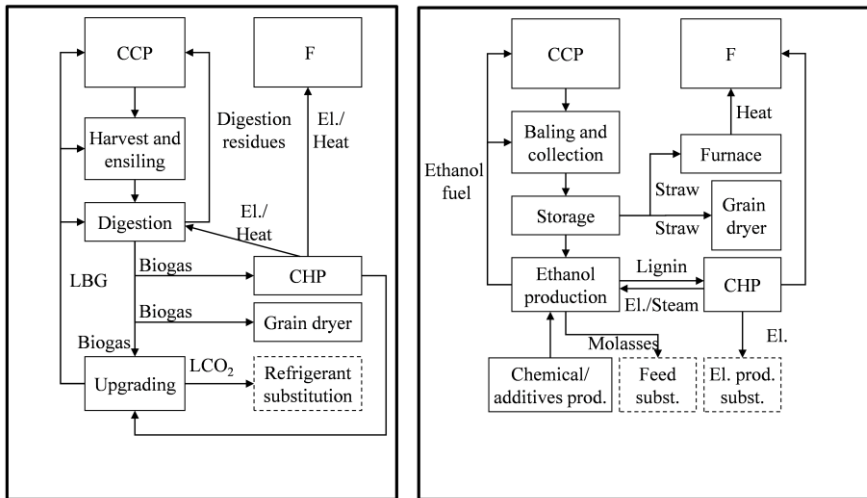 CCP
F
Harvest and
ensiling
Digestion
residues
El./
Heat
Digestion
El./
Heat
Biogas
CHP
LBG
Biogas
Grain dryer
Biogas
Upgrading
LCO₂
Refrigerant
substitution
CCP
F
Heat
Baling and
collection
Furnace
Ethanol
fuel
Straw
Storage
Straw
Grain
dryer
Ethanol
production
Lignin
El./Steam
CHP
El.
Molasses
Chemical/
additives prod.
Feed
subst.
El. prod.
subst.